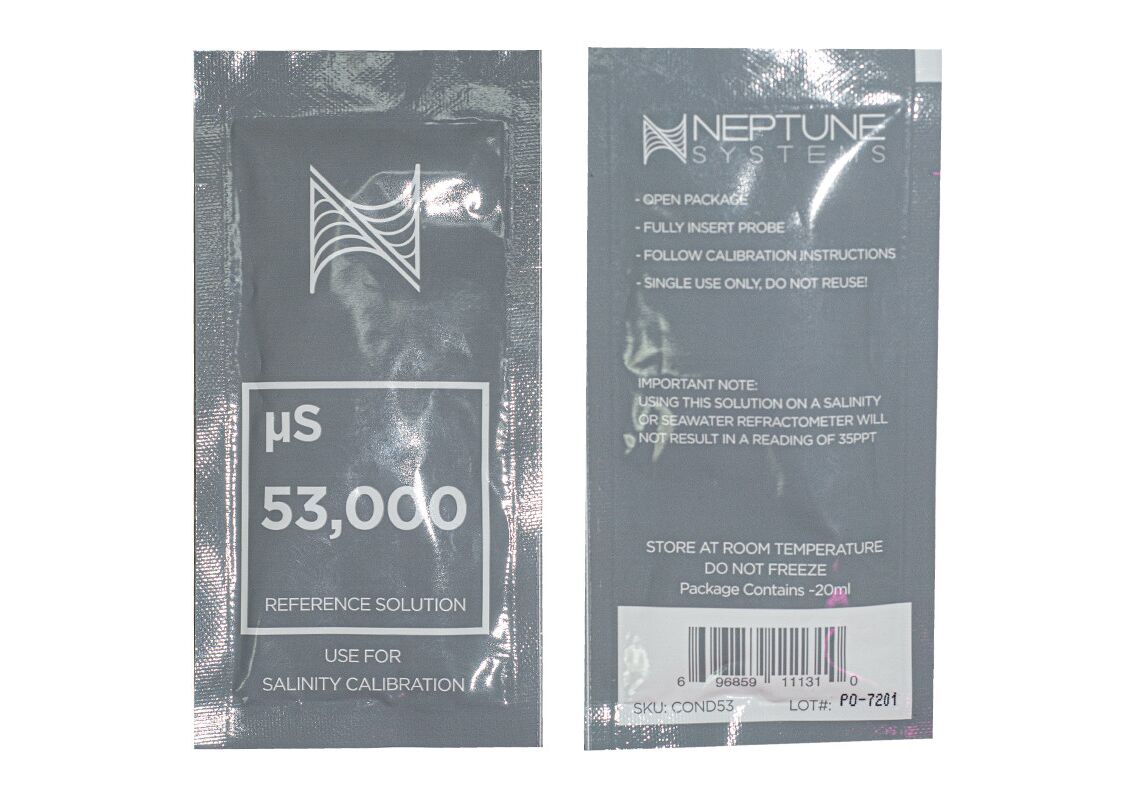 µS
53,000
REFERENCE SOLUTION
USE FOR
SALINITY CALIBRATION
NEPTUNE
SYSTEMS
- OPEN PACKAGE
- FULLY INSERT PROBE
- FOLLOW CALIBRATION INSTRUCTIONS
- SINGLE USE ONLY, DO NOT REUSE!
IMPORTANT NOTE:
USING THIS SOLUTION ON A SALINITY
OR SEAWATER REFRACTOMETER WILL
NOT RESULT IN A READING OF 35PPT
STORE AT ROOM TEMPERATURE
DO NOT FREEZE
Package Contains ~20ml
6 96859 11131 0
SKU: COND53 LOT#: PO-7201